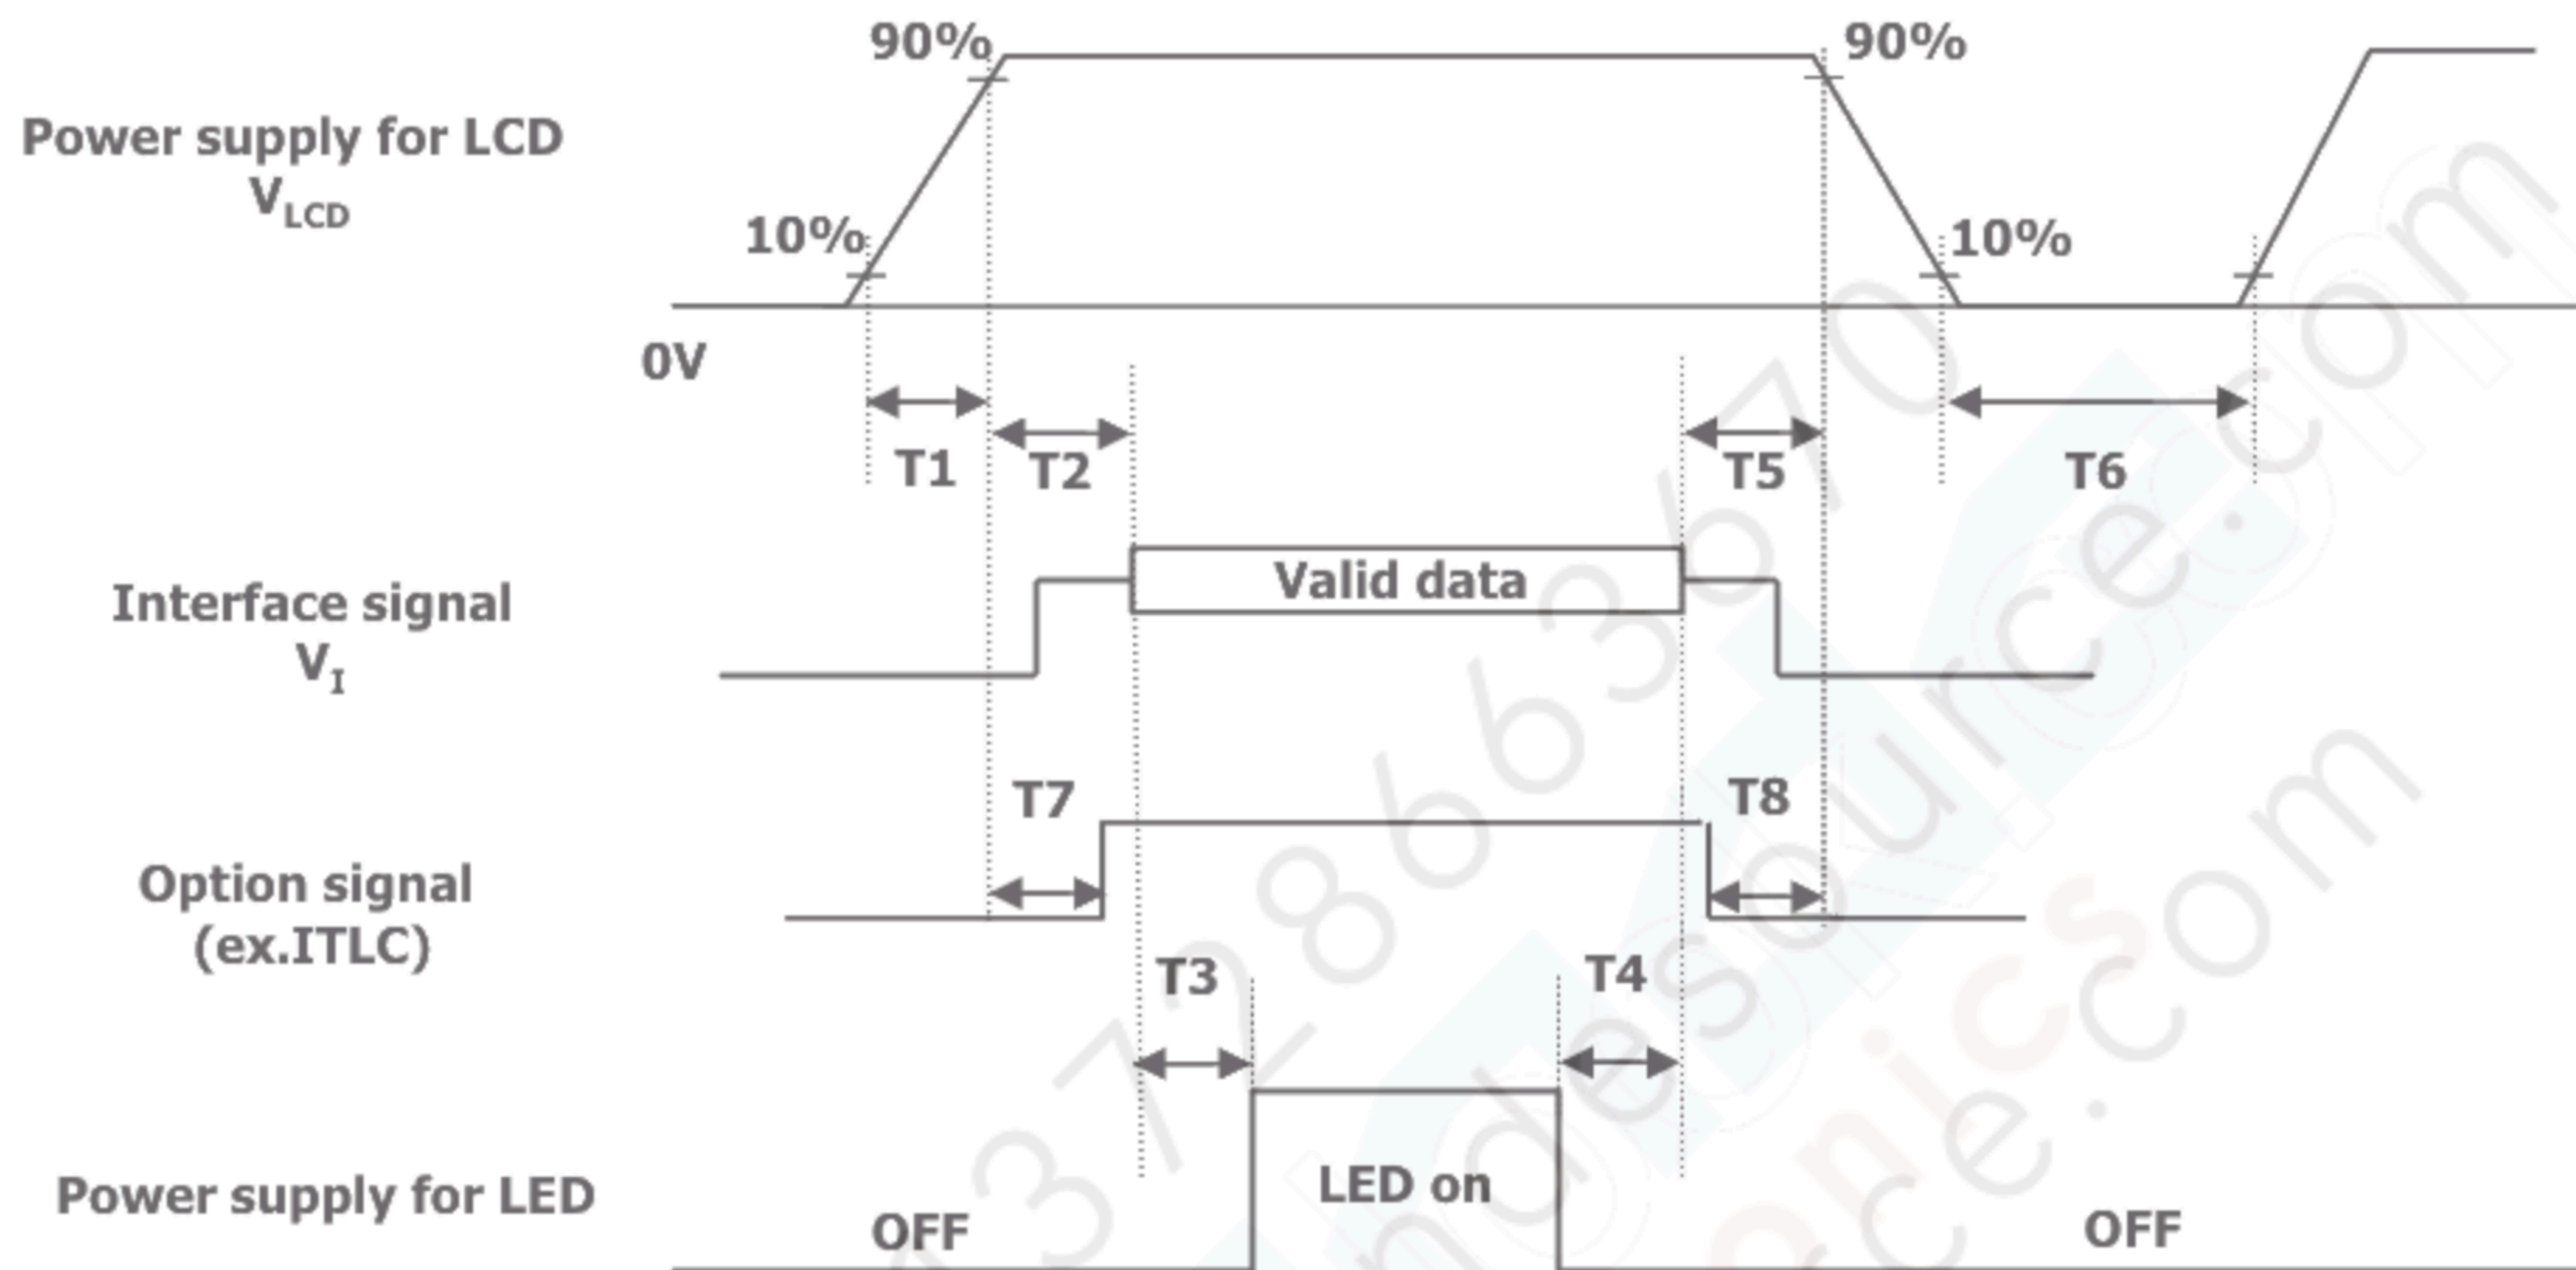 90%
90%
Power supply for LCD
VLCD
10%
10%
0V
T1
T2
T5
T6
Interface signal
VI
Valid data
T7
T8
Option signal
(ex.ITLC)
T3
T4
Power supply for LED
OFF
LED on
OFF